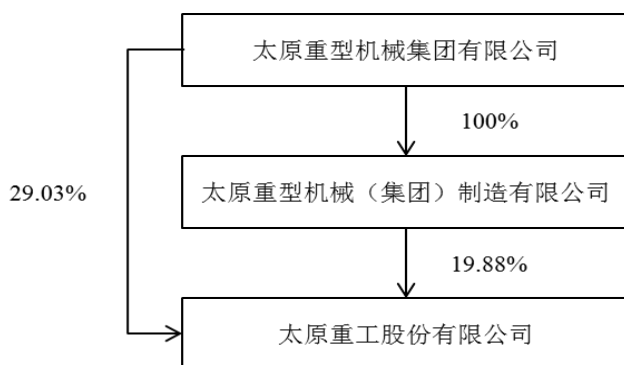 太原重型机械集团有限公司
100%
29.03%
太原重型机械（集团）制造有限公司
19.88%
太原重工股份有限公司